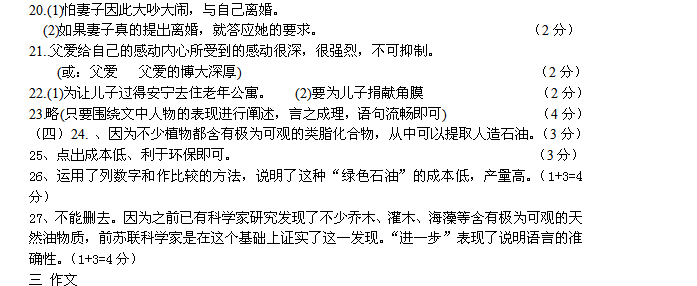 20.(1)怕妻子因此大吵大闹，与自己离婚。
(2)如果妻子真的提出离婚，就答应她的要求。 （2 分）
21.父爱给自己的感动内心所受到的感动很深，很强烈，不可抑制。
(或：父爱 父爱的博大深厚) （2 分）
22.(1)为让儿子过得安宁去住老年公寓。 (2)要为儿子捐献角膜 （2 分）
23.略(只要围绕文中人物的表现进行阐述，言之成理，语句流畅即可) （4 分）
（四）24. 、因为不少植物都含有极为可观的类脂化合物，从中可以提取人造石油。（3 分）
25、点出成本低、利于环保即可。 （3 分）
26、运用了列数字和作比较的方法，说明了这种“绿色石油”的成本低，产量高。（1+3=4
分）
27、不能删去。因为之前已有科学家研究发现了不少乔木、灌木、海藻等含有极为可观的天
然油物质，前苏联科学家是在这个基础上证实了这一发现。“进一步”表现了说明语言的准
确性。（1+3=4 分）
三 作文